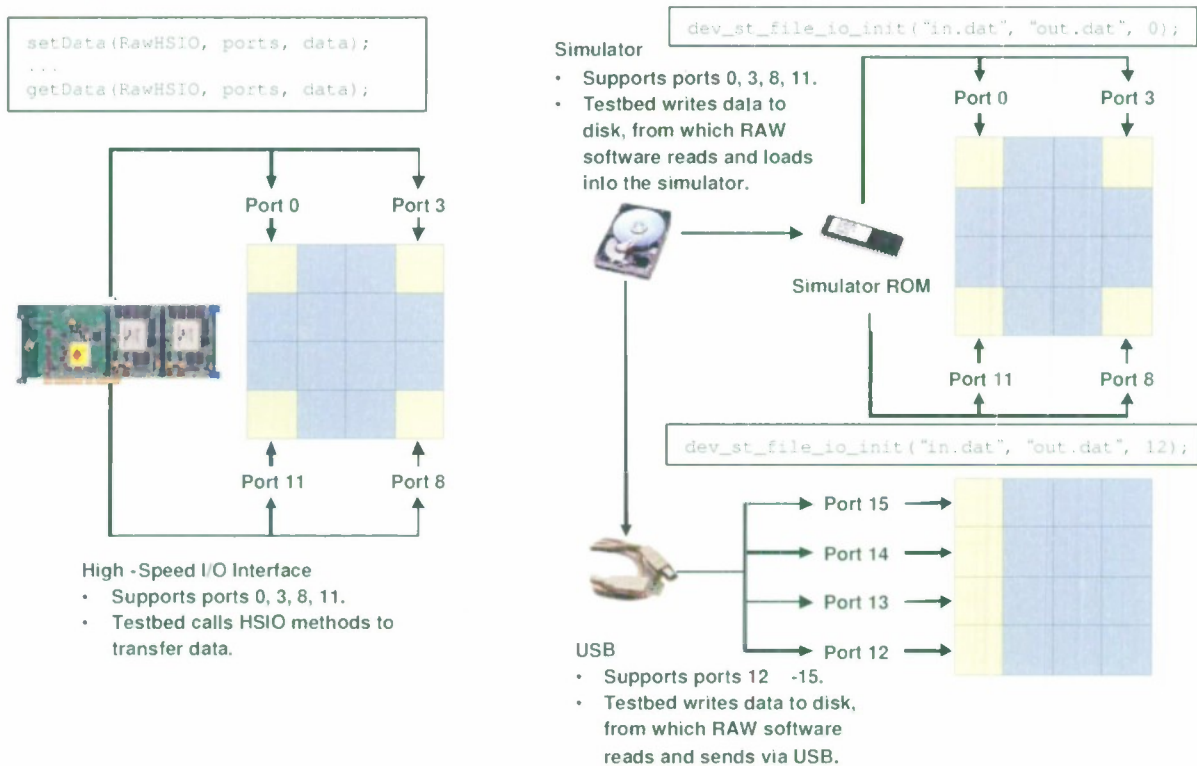 setData(RawHSIO, ports, data);
...
getData(RawHSIO, ports, data);
Port 0
Port 3
Port 11
Port 8
High -Speed I/O Interface
• Supports ports 0, 3, 8, 11.
• Testbed calls HSIO methods to
transfer data.
dev_st_file_io_init("in.dat", "out.dat", 0);
Simulator
• Supports ports 0, 3, 8, 11.
• Testbed writes data to
disk, from which RAW
software reads and loads
into the simulator.
Port 0
Port 3
Simulator ROM
Port 11
Port 8
dev_st_file_io_init("in.dat", "out.dat", 12);
Port 15
Port 14
Port 13
Port 12
USB
• Supports ports 12 -15.
• Testbed writes data to disk,
from which RAW software
reads and sends via USB.